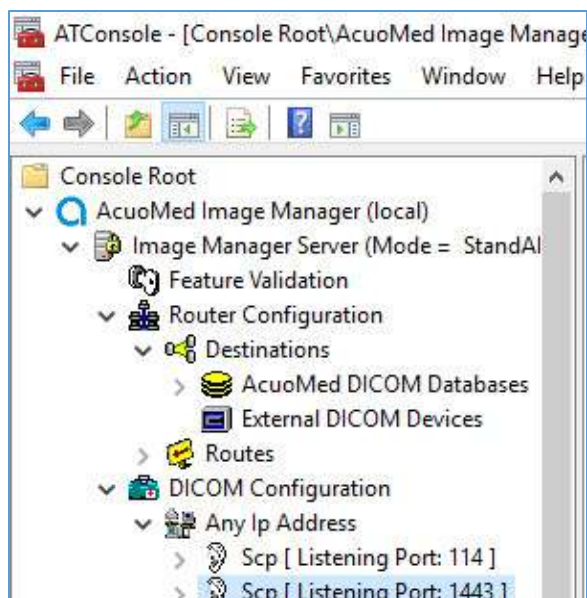 ATConsole - [Console Root\AcuoMed Image Manage
File Action View Favorites Window Help
Console Root
AcuoMed Image Manager (local)
Image Manager Server (Mode = StandAl
Feature Validation
Router Configuration
Destinations
AcuoMed DICOM Databases
External DICOM Devices
Routes
DICOM Configuration
Any Ip Address
Scp [ Listening Port: 114 ]
Scp [ Listening Port: 1443 ]